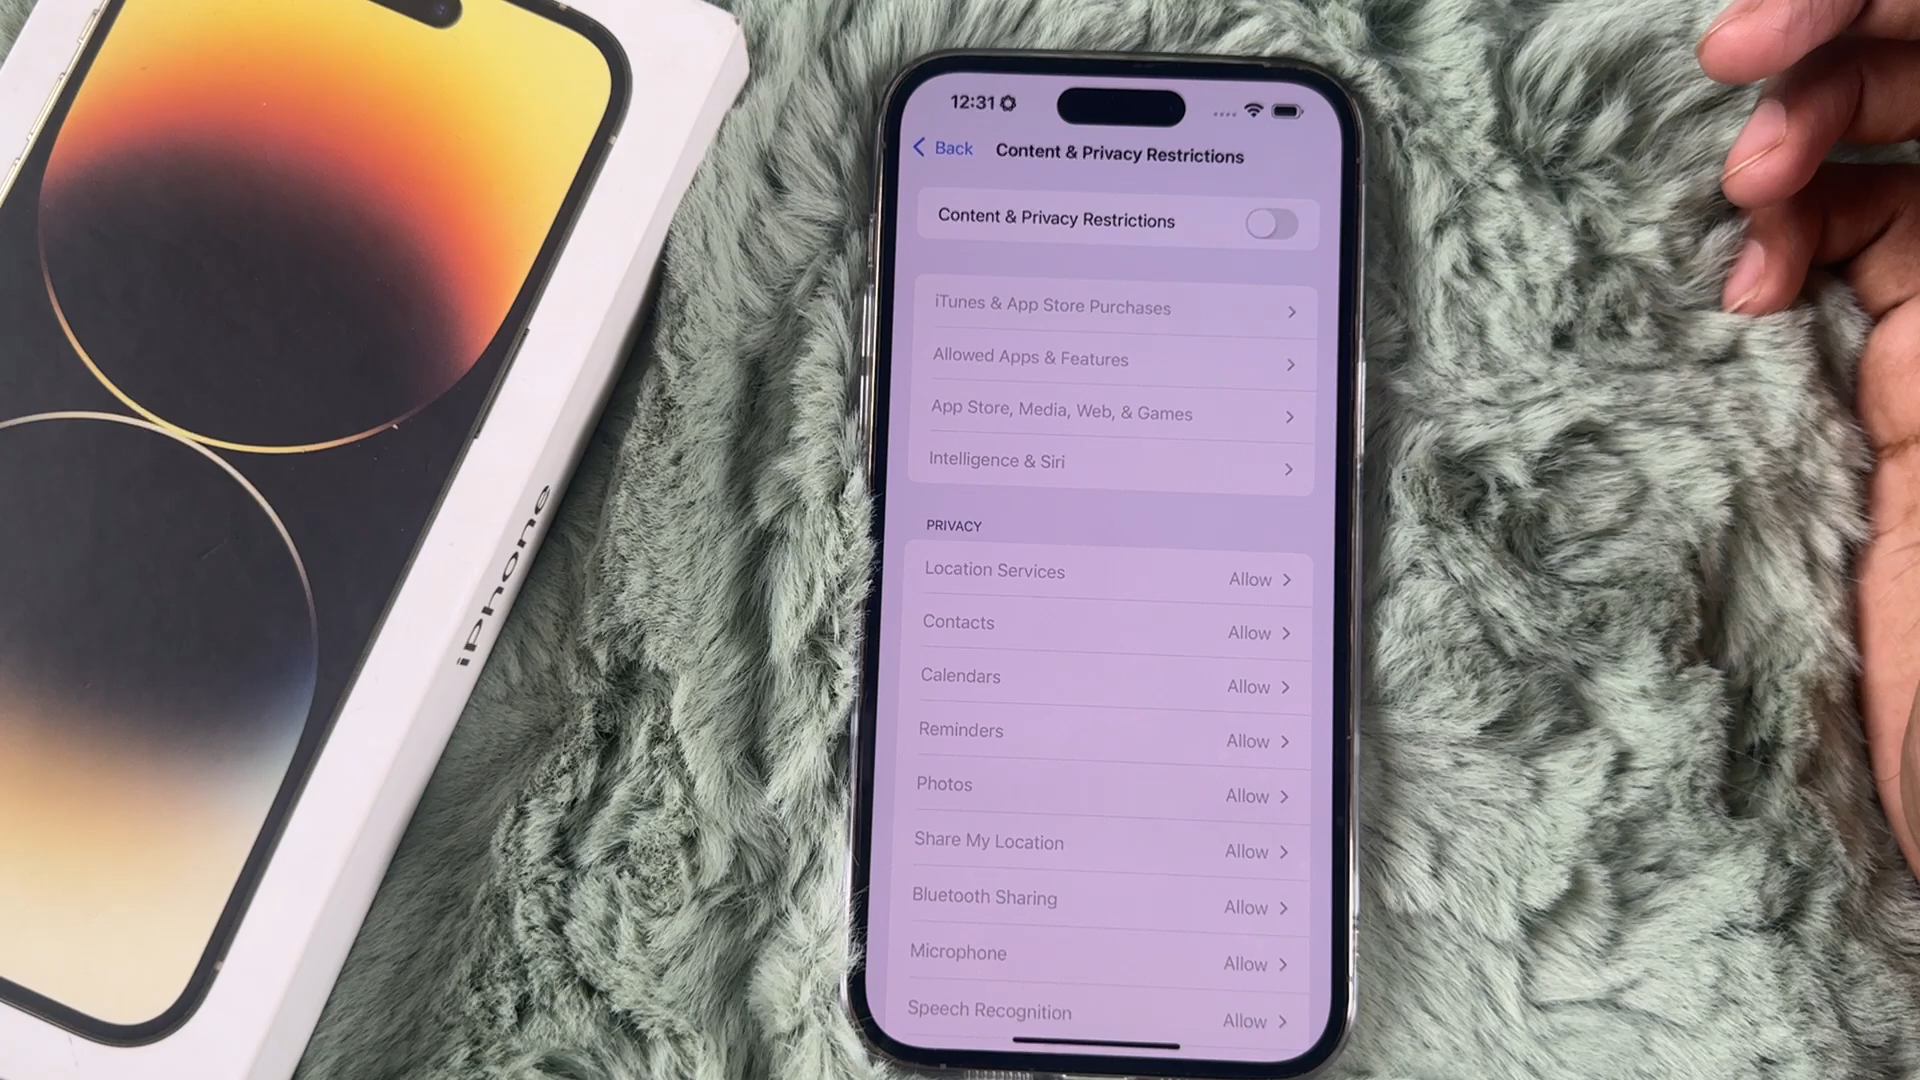 12:31
Back
Content & Privacy Restrictions
Content & Privacy Restrictions
iTunes & App Store Purchases
Allowed Apps & Features
App Store, Media, Web, & Games
Intelligence & Siri
PRIVACY
Location Services Allow
Contacts Allow
Calendars Allow
Reminders Allow
Photos Allow
Share My Location Allow
Bluetooth Sharing Allow
Microphone Allow
Speech Recognition Allow
iPhone